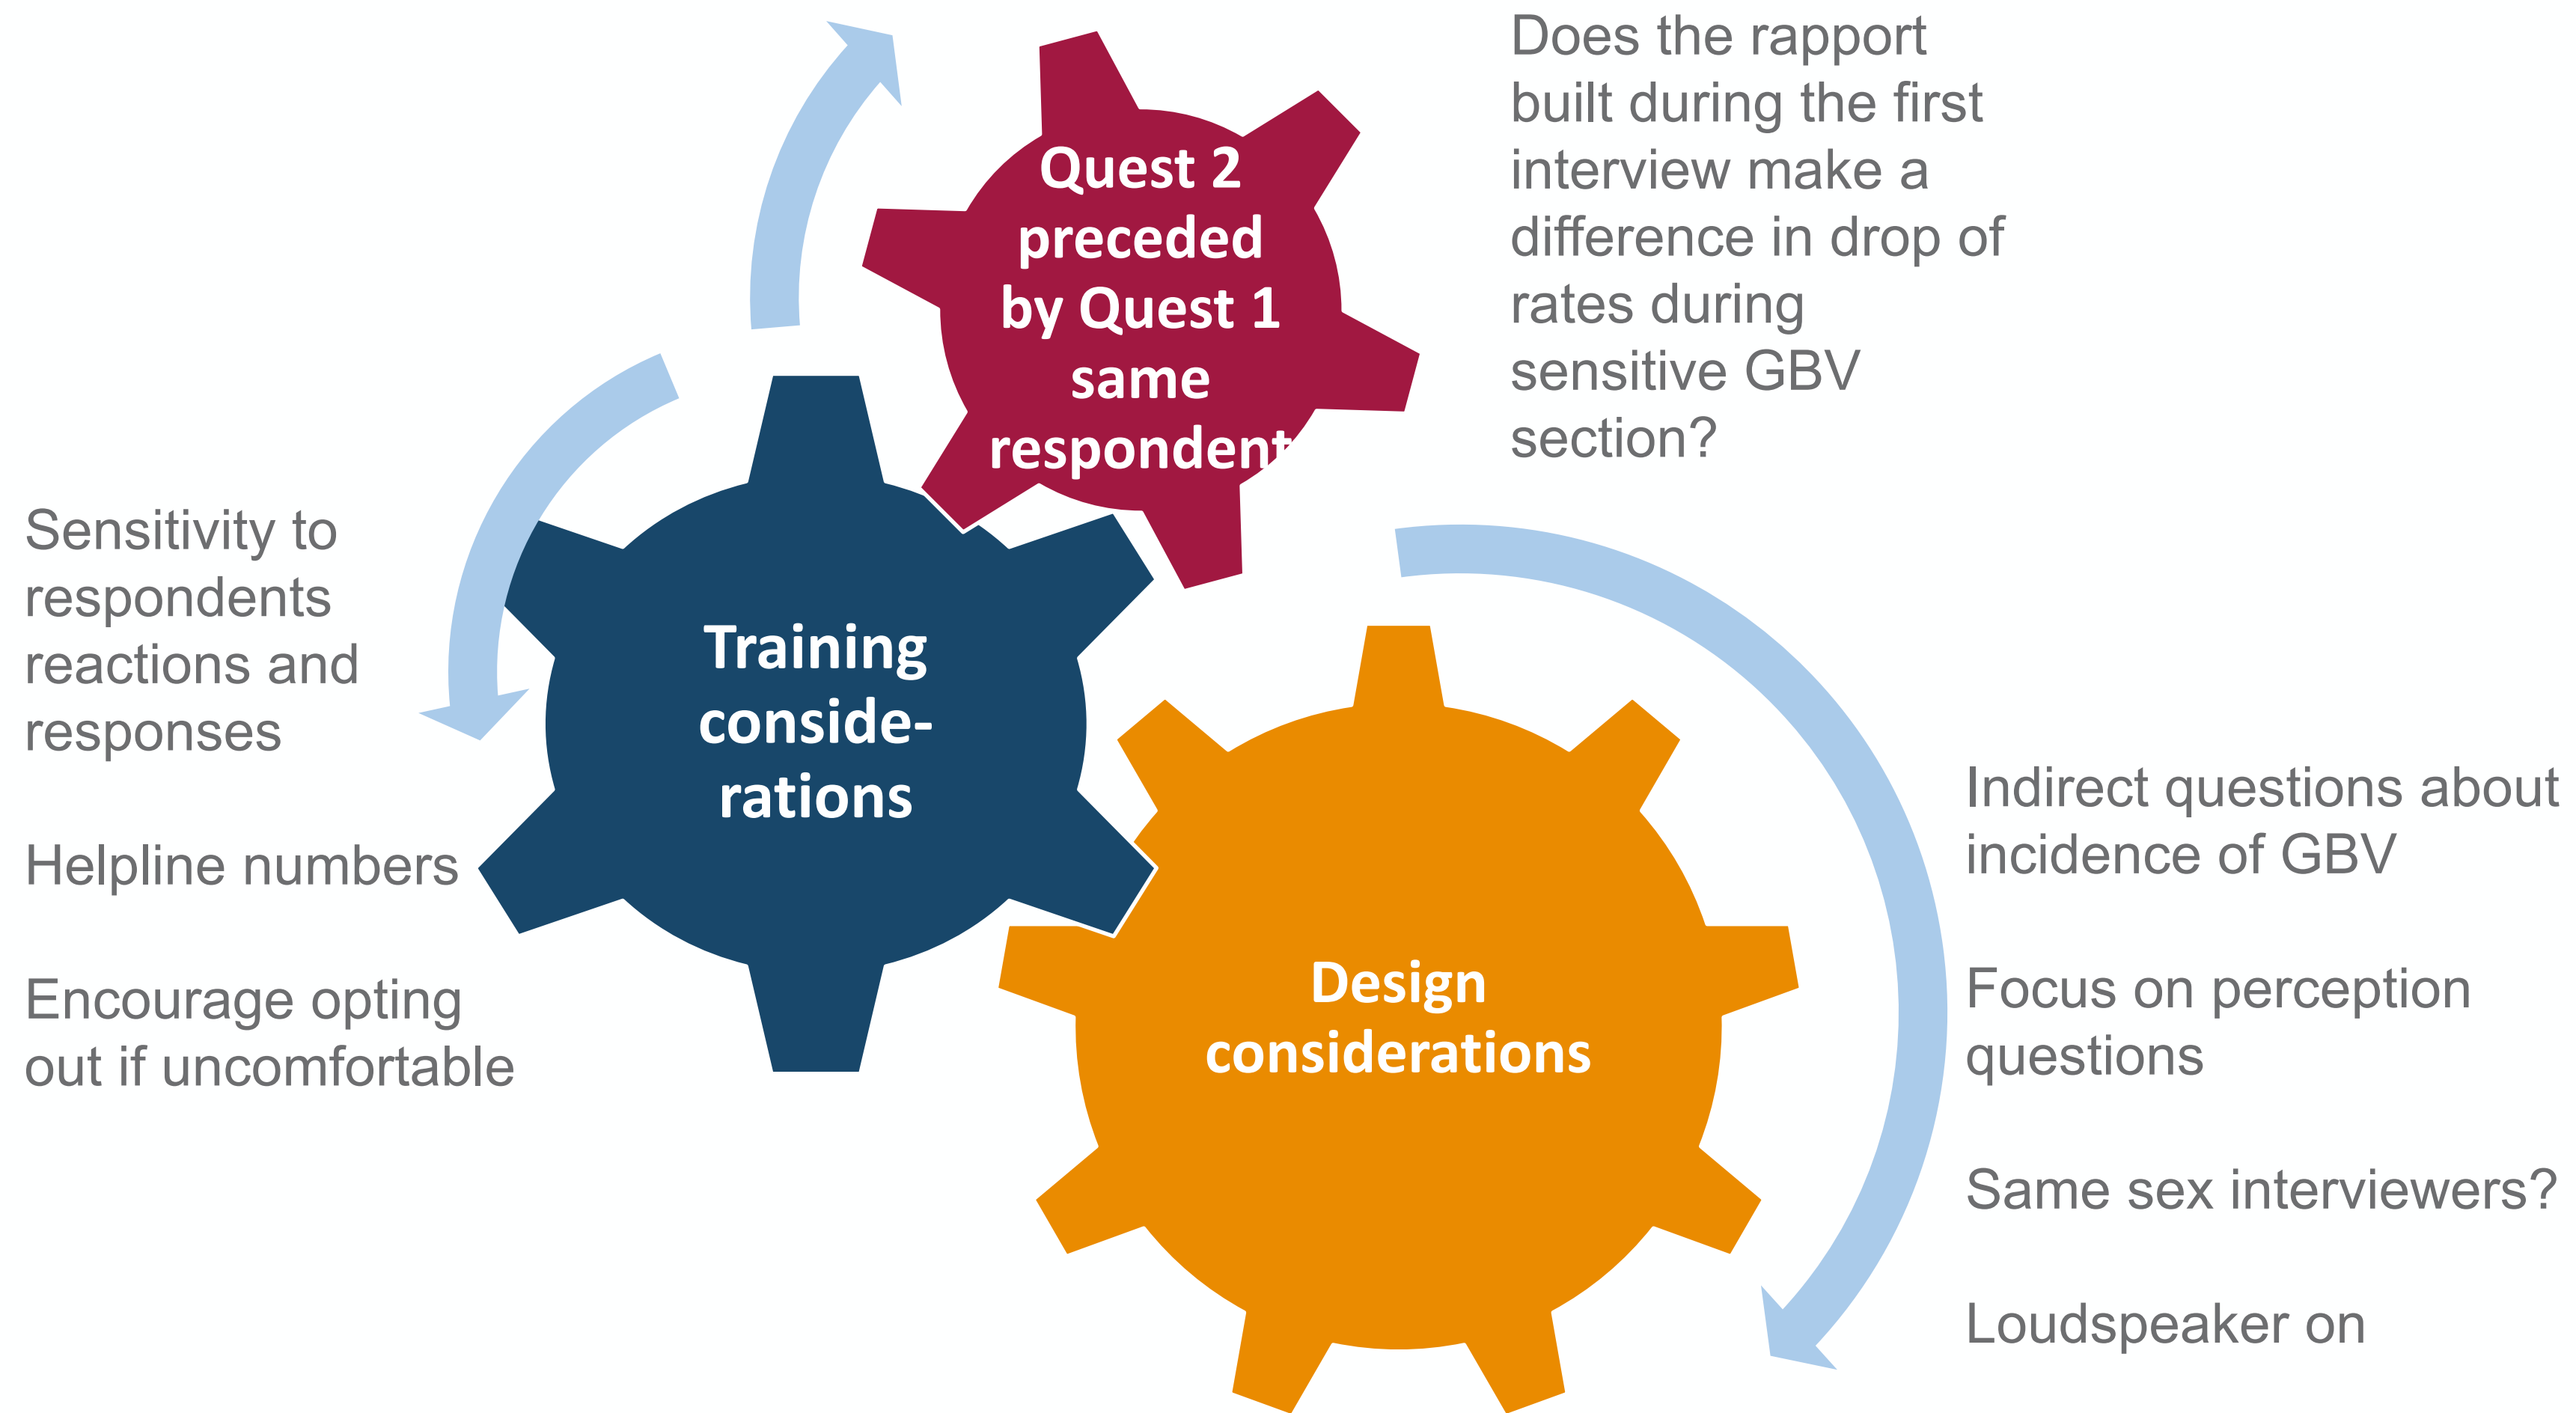 Does the rapport
built during the first
interview make a
difference in drop of
rates during
sensitive GBV
section?
Quest 2
preceded
by Quest 1
same
respondent
Sensitivity to
respondents
reactions and
responses
Helpline numbers
Encourage opting
out if uncomfortable
Training
conside-
rations
Design
considerations
Indirect questions about
incidence of GBV
Focus on perception
questions
Same sex interviewers?
Loudspeaker on